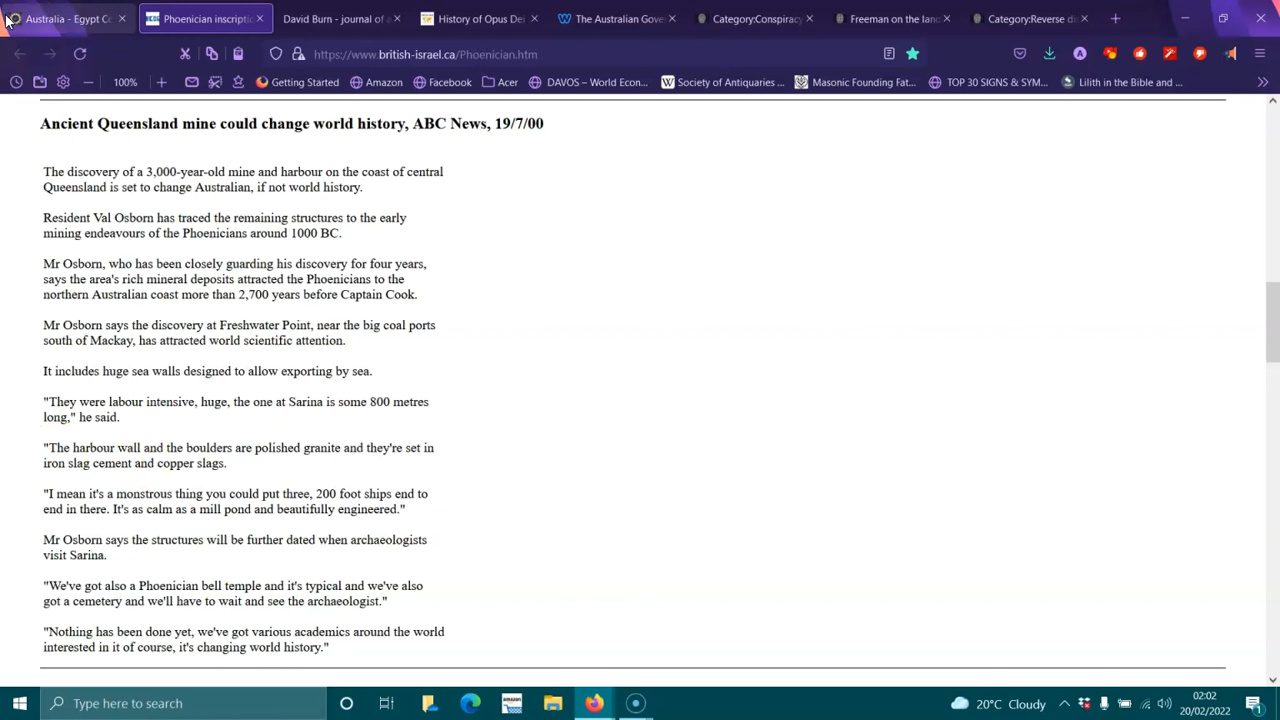 Australia - Egypt Co
Phoenician inscriptio
David Burn - journal of a
History of Opus Dei
The Australian Gover
Category:Conspiracy
Freeman on the land
Category:Reverse di
https://www.british-israel.ca/Phoenician.htm
100%
Getting Started
Amazon
Facebook
Acer
DAVOS – World Econ...
Society of Antiquaries ...
Masonic Founding Fat...
TOP 30 SIGNS & SYM...
Lilith in the Bible and ...
Ancient Queensland mine could change world history, ABC News, 19/7/00
The discovery of a 3,000-year-old mine and harbour on the coast of central
Queensland is set to change Australian, if not world history.
Resident Val Osborn has traced the remaining structures to the early
mining endeavours of the Phoenicians around 1000 BC.
Mr Osborn, who has been closely guarding his discovery for four years,
says the area's rich mineral deposits attracted the Phoenicians to the
northern Australian coast more than 2,700 years before Captain Cook.
Mr Osborn says the discovery at Freshwater Point, near the big coal ports
south of Mackay, has attracted world scientific attention.
It includes huge sea walls designed to allow exporting by sea.
"They were labour intensive, huge, the one at Sarina is some 800 metres
long," he said.
"The harbour wall and the boulders are polished granite and they're set in
iron slag cement and copper slags.
"I mean it's a monstrous thing you could put three, 200 foot ships end to
end in there. It's as calm as a mill pond and beautifully engineered."
Mr Osborn says the structures will be further dated when archaeologists
visit Sarina.
"We've got also a Phoenician bell temple and it's typical and we've also
got a cemetery and we'll have to wait and see the archaeologist."
"Nothing has been done yet, we've got various academics around the world
interested in it of course, it's changing world history."
Type here to search
20°C Cloudy
02:02
20/02/2022